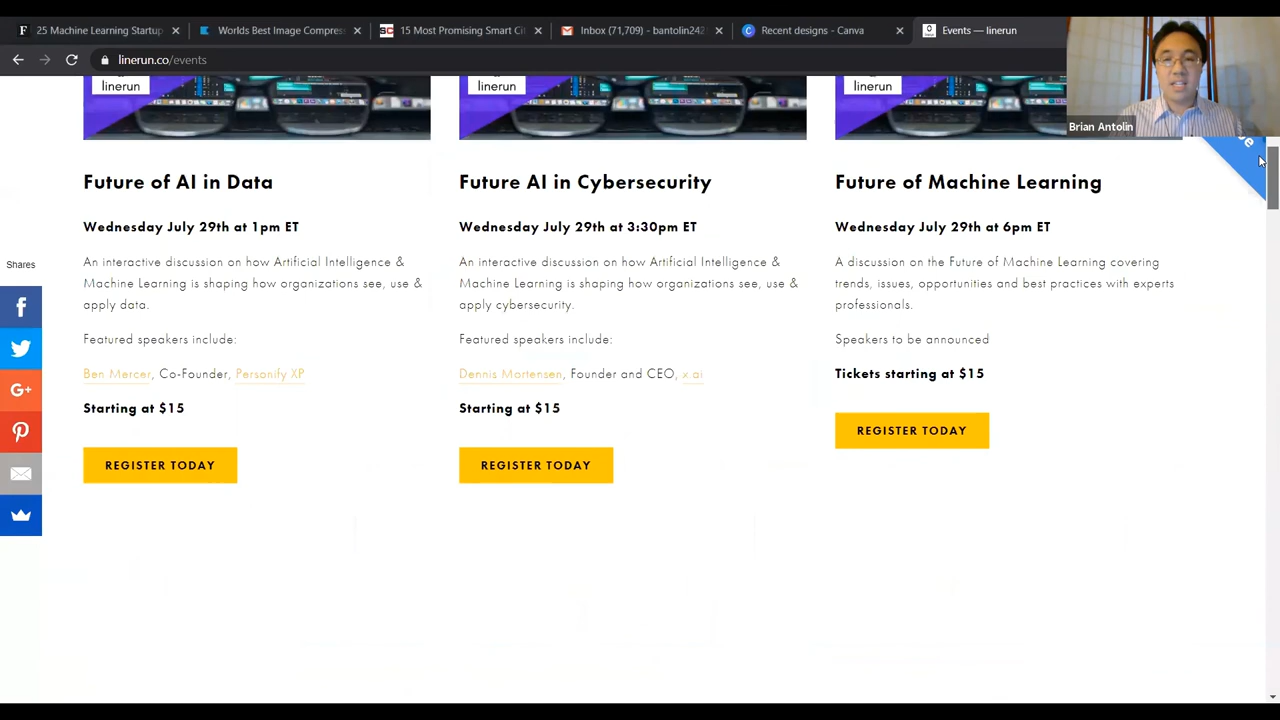 25 Machine Learning Startup
Worlds Best Image Compress
15 Most Promising Smart Cit
Inbox (71,709) - bantolin242
Recent designs - Canva
Events — linerun
linerun.co/events
Brian Antolin
linerun
linerun
linerun
Future of AI in Data
Wednesday July 29th at 1pm ET
An interactive discussion on how Artificial Intelligence &
Machine Learning is shaping how organizations see, use &
apply data.
Featured speakers include:
Ben Mercer, Co-Founder, Personify XP
Starting at $15
REGISTER TODAY
Future AI in Cybersecurity
Wednesday July 29th at 3:30pm ET
An interactive discussion on how Artificial Intelligence &
Machine Learning is shaping how organizations see, use &
apply cybersecurity.
Featured speakers include:
Dennis Mortensen, Founder and CEO, x.ai
Starting at $15
REGISTER TODAY
Future of Machine Learning
Wednesday July 29th at 6pm ET
A discussion on the Future of Machine Learning covering
trends, issues, opportunities and best practices with experts
professionals.
Speakers to be announced
Tickets starting at $15
REGISTER TODAY
Shares